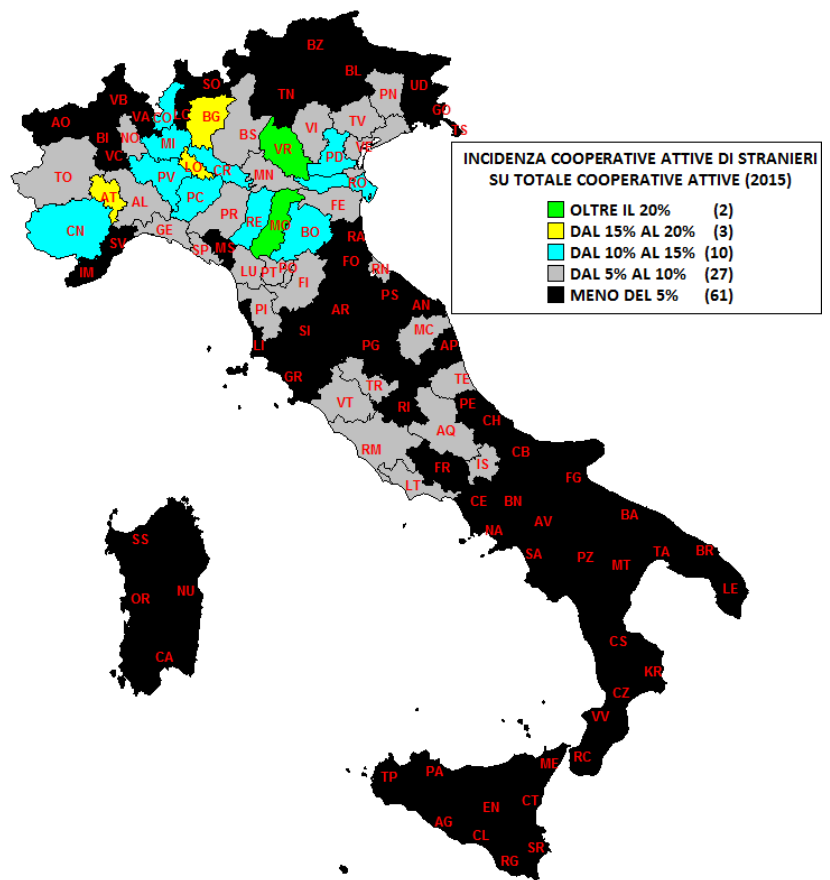 BZ
BL
SO
TN
PN
UD
VB
GO
AO
VA
CO
LC
BG
TS
BI
NO
MI
BS
VI
TV
VR
PD
VE
VC
LO
CR
TO
PV
MN
RO
AT
AL
PC
PR
RE
MO
FE
CN
GE
BO
SV
SP
MS
RA
IM
LU
PT
PO
FO
RN
FI
PI
PS
AR
AN
SI
MC
LI
PG
AP
GR
TR
TE
VT
RI
PE
CH
AQ
RM
CB
FR
IS
LT
FG
CE
BN
BA
NA
AV
SS
SA
PZ
MT
TA
BR
OR
NU
LE
CA
CS
KR
CZ
VV
RC
ME
TP
PA
CT
EN
AG
CL
SR
RG
INCIDENZA COOPERATIVE ATTIVE DI STRANIERI
SU TOTALE COOPERATIVE ATTIVE (2015)
OLTRE IL 20% (2)
DAL 15% AL 20% (3)
DAL 10% AL 15% (10)
DAL 5% AL 10% (27)
MENO DEL 5% (61)